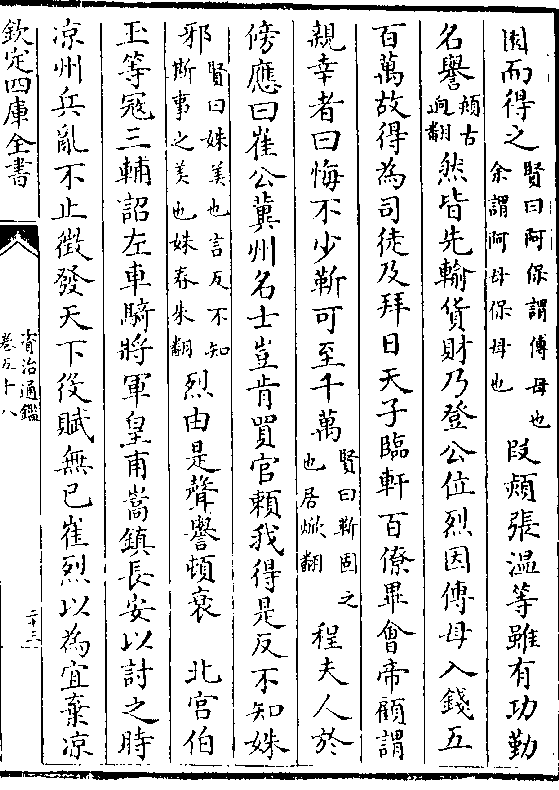 因而得之賢曰阿保謂傅母也余謂阿母保母也段熲張温等雖有功勤
名譽熲古迥翻然皆先輸貨財乃登公位烈因傅母入錢五
百萬故得為司徒及拜日天子臨軒百僚畢會帝顧謂
親幸者曰悔不少靳可至千萬賢曰靳固之也居焮翻程夫人於
傍應曰崔公冀州名士豈肯買官賴我得是反不知姝
邪賢曰姝美也言反不知斯事之美也姝春朱翻烈由是聲譽頓衰 北宮伯
玉等寇三輔詔左車騎將軍皇甫嵩鎮長安以討之時
凉州兵亂不止徵發天下役賦無已崔烈以為宜棄凉
欽定四庫全書
資治通鑑
卷五十八
二十三